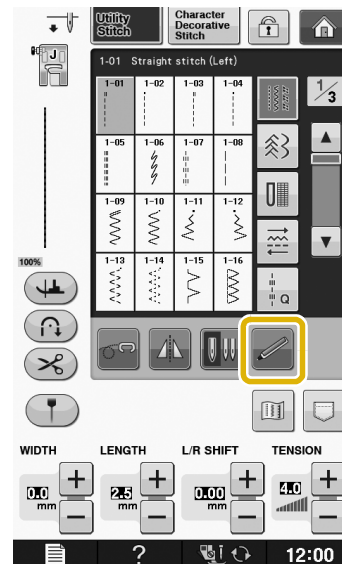 Utility
Stitch
Character
Decorative
Stitch
J
1-01 Straight stitch (Left)
1-01 1-02 1-03 1-04
1/3
1-05 1-06 1-07 1-08
1-09 1-10 1-11 1-12
100%
1-13 1-14 1-15 1-16
Q
WIDTH LENGTH L/R SHIFT TENSION
0.0 mm + − 2.5 mm + − 0.00 mm + − 4.0 + −
? 12:00